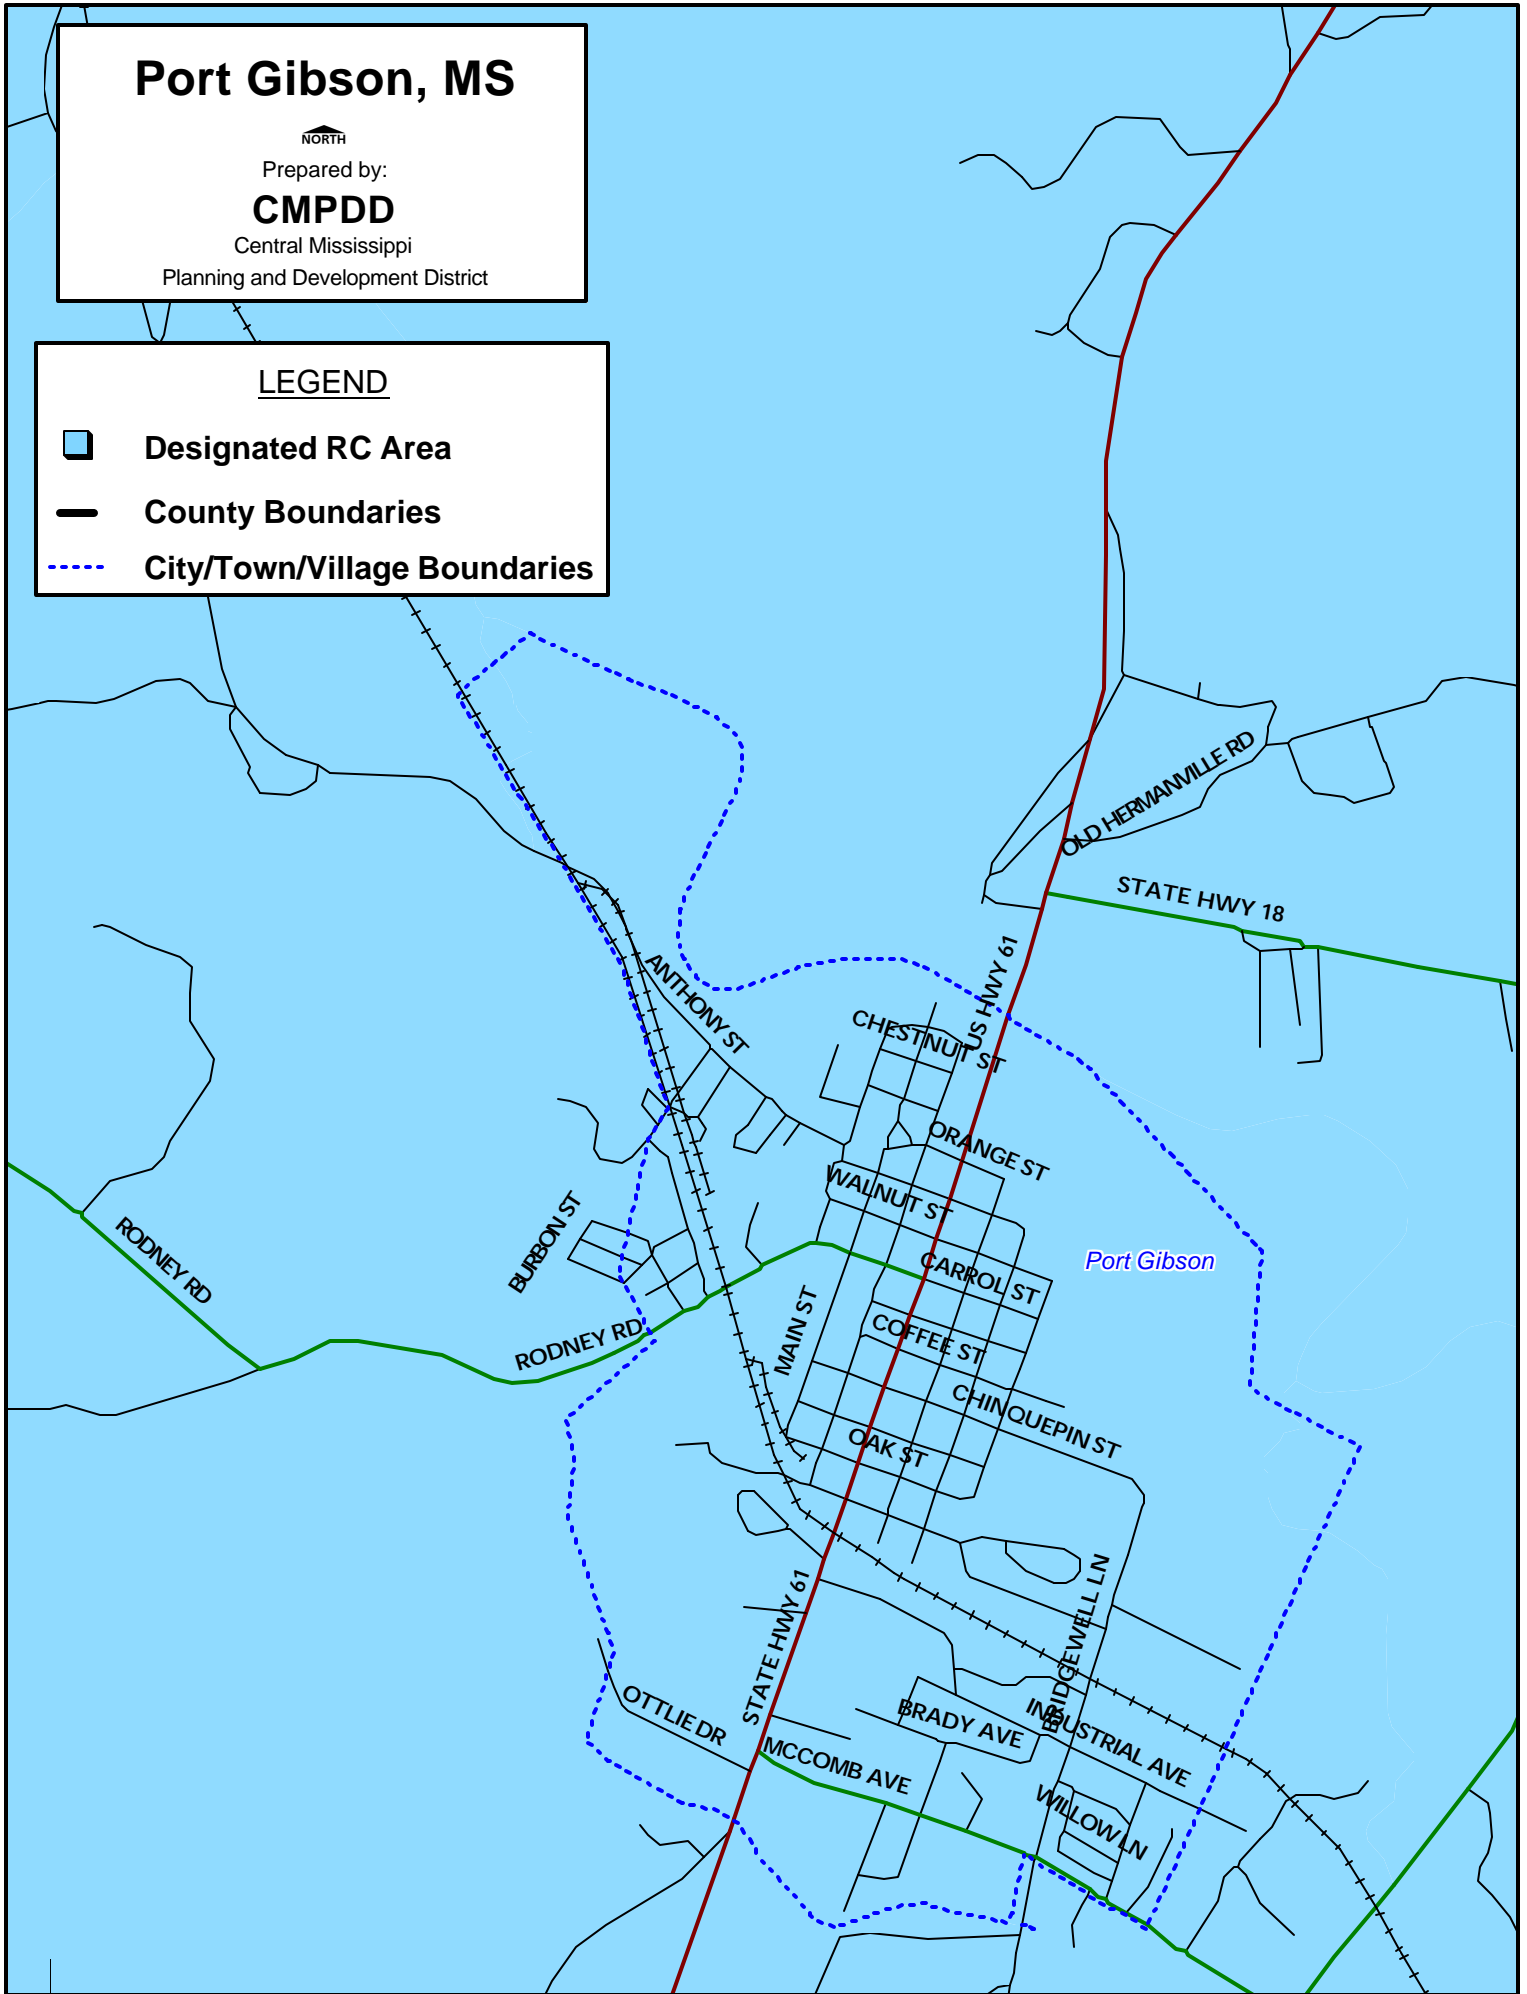 Port Gibson, MS
NORTH
Prepared by:
CMPDD
Central Mississippi
Planning and Development District
LEGEND
Designated RC Area
County Boundaries
City/Town/Village Boundaries
OLD HERMANVILLE RD
STATE HWY 18
US HWY 61
ANTHONY ST
CHESTNUT ST
ORANGE ST
WALNUT ST
BURBON ST
RODNEY RD
CARROL ST
Port Gibson
MAIN ST
COFFEE ST
RODNEY RD
CHINQUEPIN ST
OAK ST
BRIDGEWELL LN
STATE HWY 61
OTTLIE DR
BRADY AVE
INDUSTRIAL AVE
MCCOMB AVE
WILLOW LN